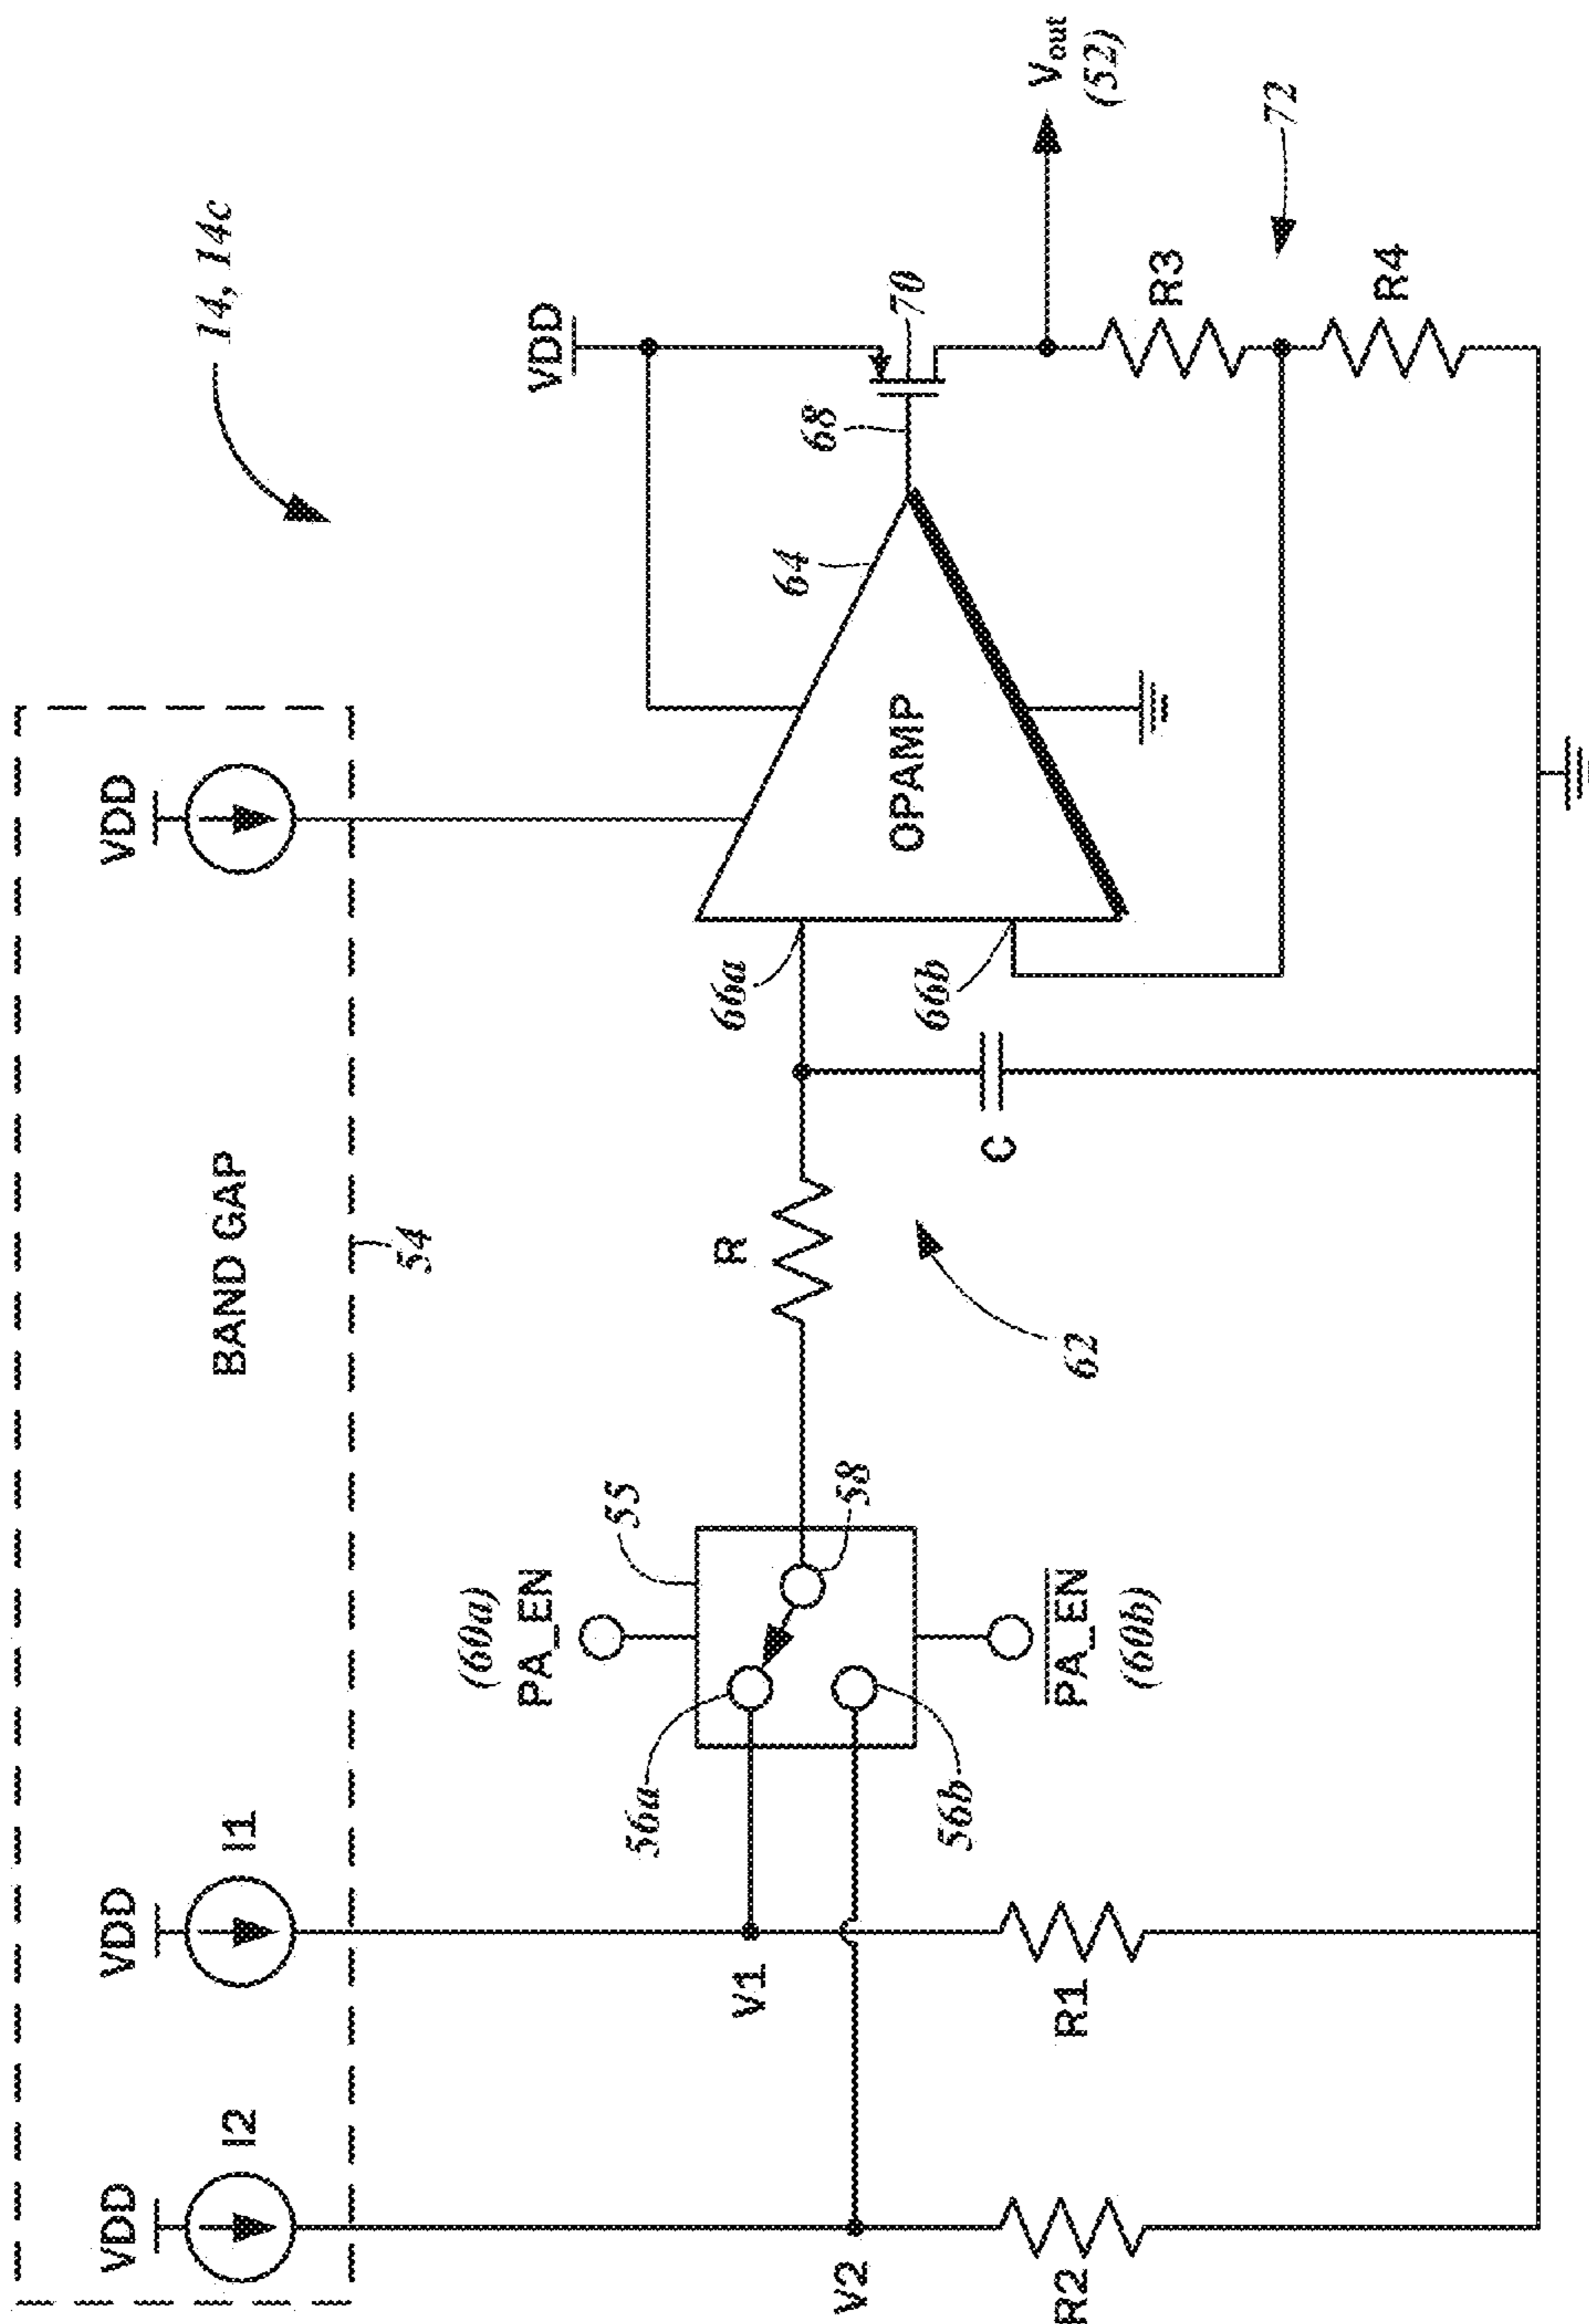 14, 14c
BAND GAP
54
VDD
I2
VDD
I1
VDD
VDD
(60a)
PA_EN
55
56a
58
56b
PA_EN
(60b)
V1
V2
R1
R2
R
62
C
66a
66b
OPAMP
64
68
70
Vout
(52)
R3
72
R4